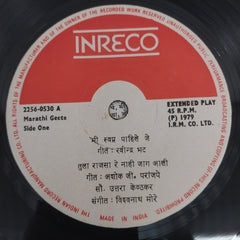 INRECO
2256-0530 A
Marathi Geets
Side One
EXTENDED PLAY
45 R.P.M.
(P) 1979
I.R.M. CO. LTD.
मी स्वप्न पाहिले जे
गीत: रवीन्द्र भट
तुला राजसा रे नाही जाग आली
गीत: अशोक जी. परांजपे
सौ. उत्तरा केळकर
संगीत: विश्वनाथ मोरे
MADE IN INDIA